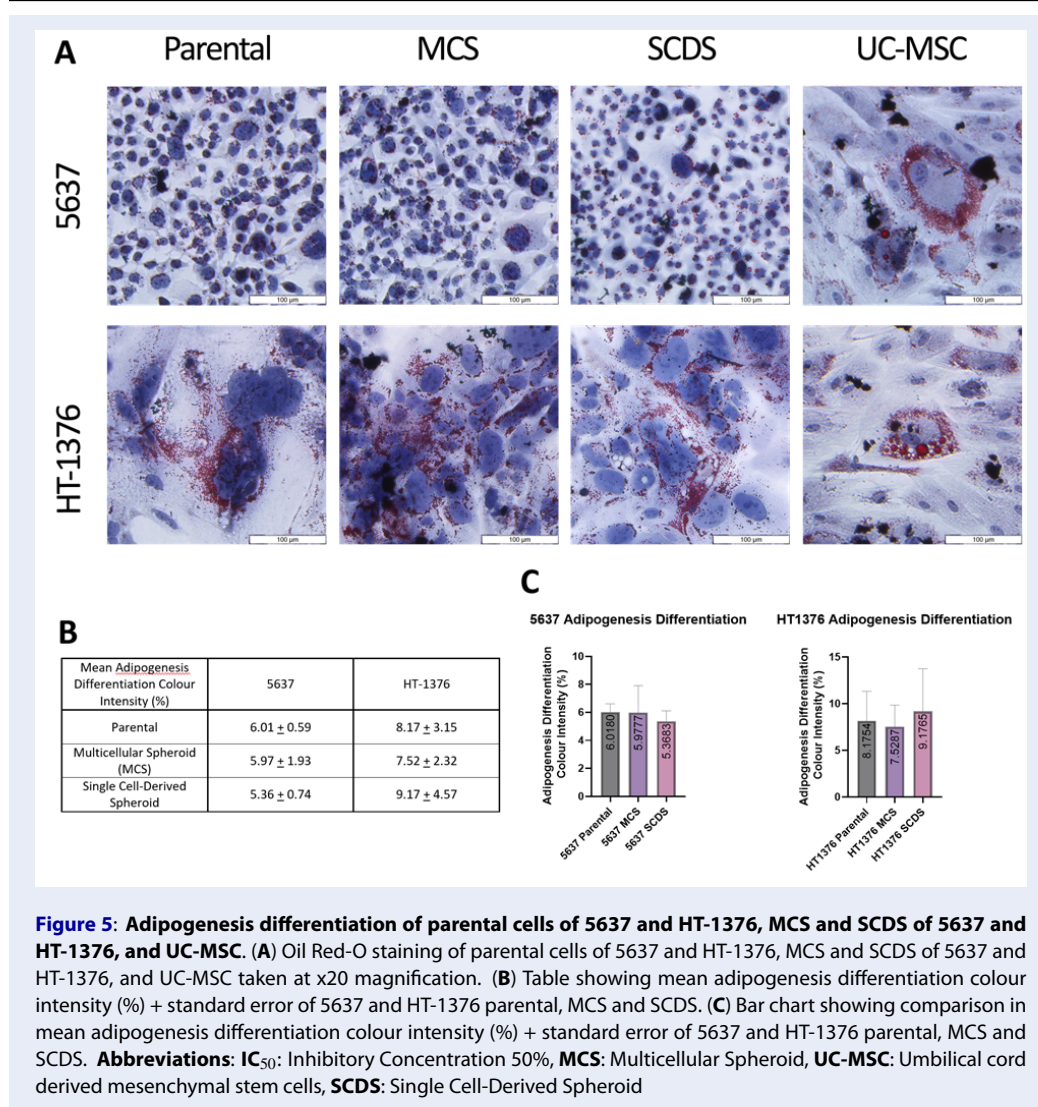 A
Parental
MCS
SCDS
UC-MSC
5637
100 µm
100 µm
100 µm
100 µm
HT-1376
100 µm
100 µm
100 µm
100 µm
B
Mean Adipogenesis
Differentiation Colour
Intensity (%)
5637
HT-1376
Parental
6.01 ± 0.59
8.17 ± 3.15
Multicellular Spheroid
(MCS)
5.97 ± 1.93
7.52 ± 2.32
Single Cell-Derived
Spheroid
5.36 ± 0.74
9.17 ± 4.57
C
5637 Adipogenesis Differentiation
Adipogenesis Differentiation
Colour Intensity (%)
10
8
6
4
2
0
6.0180
5.9777
5.3683
5637 Parental
5637 MCS
5637 SCDS
HT1376 Adipogenesis Differentiation
Adipogenesis Differentiation
Colour Intensity (%)
15
10
5
0
8.1754
7.5287
9.1765
HT1376 Parental
HT1376 MCS
HT1376 SCDS
Figure 5: Adipogenesis differentiation of parental cells of 5637 and HT-1376, MCS and SCDS of 5637 and
HT-1376, and UC-MSC. (A) Oil Red-O staining of parental cells of 5637 and HT-1376, MCS and SCDS of 5637 and
HT-1376, and UC-MSC taken at x20 magnification. (B) Table showing mean adipogenesis differentiation colour
intensity (%) + standard error of 5637 and HT-1376 parental, MCS and SCDS. (C) Bar chart showing comparison in
mean adipogenesis differentiation colour intensity (%) + standard error of 5637 and HT-1376 parental, MCS and
SCDS. Abbreviations: IC50: Inhibitory Concentration 50%, MCS: Multicellular Spheroid, UC-MSC: Umbilical cord
derived mesenchymal stem cells, SCDS: Single Cell-Derived Spheroid